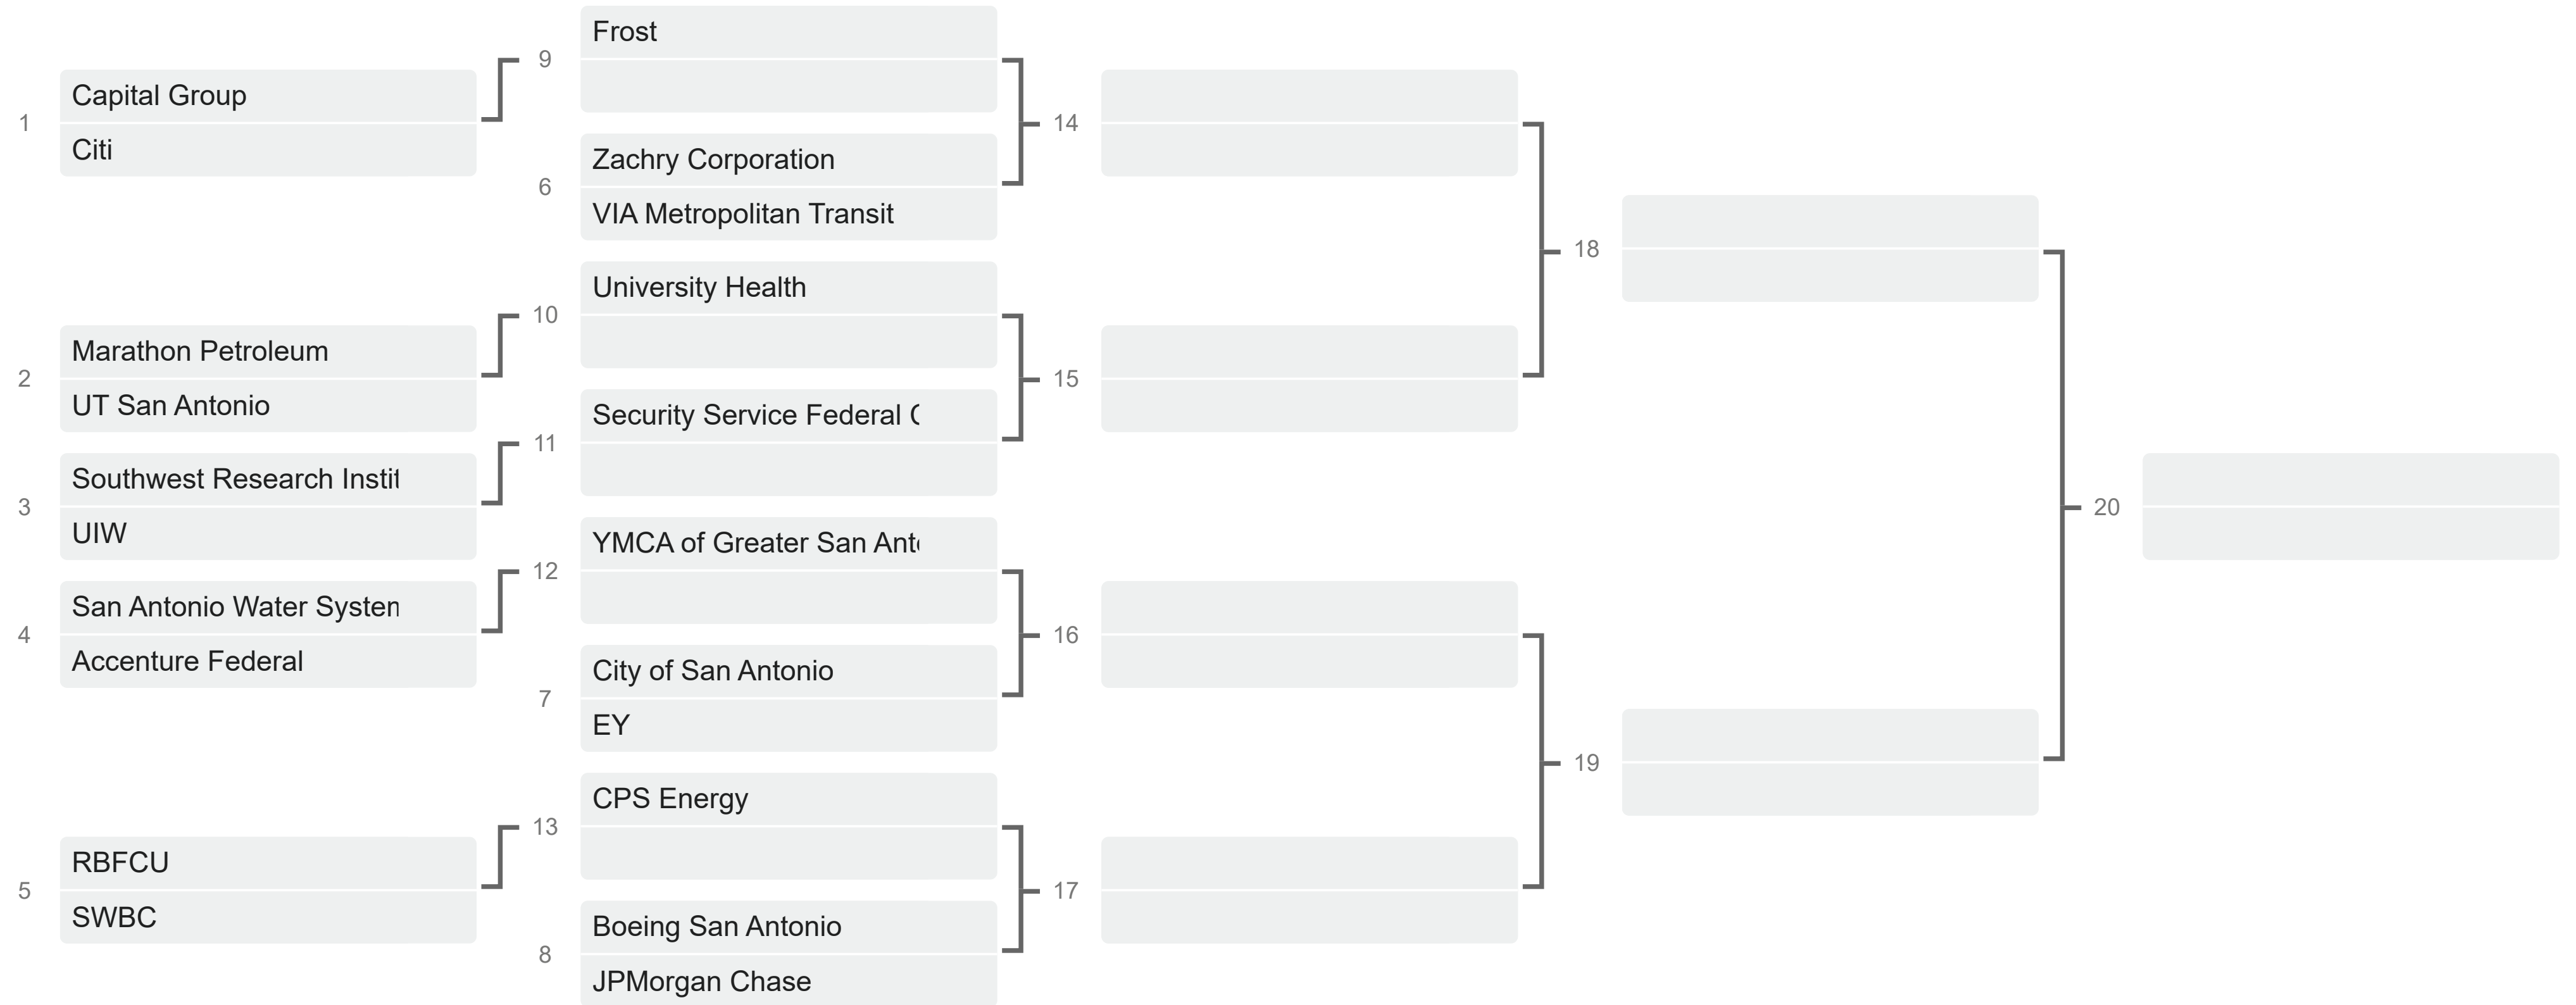 1
Capital Group
Citi
2
Marathon Petroleum
UT San Antonio
3
Southwest Research Instit
UIW
4
San Antonio Water System
Accenture Federal
5
RBFCU
SWBC
9
Frost
6
Zachry Corporation
VIA Metropolitan Transit
10
University Health
11
Security Service Federal
12
YMCA of Greater San
7
City of San Antonio
EY
13
CPS Energy
8
Boeing San Antonio
JPMorgan Chase
14
15
16
17
18
19
20